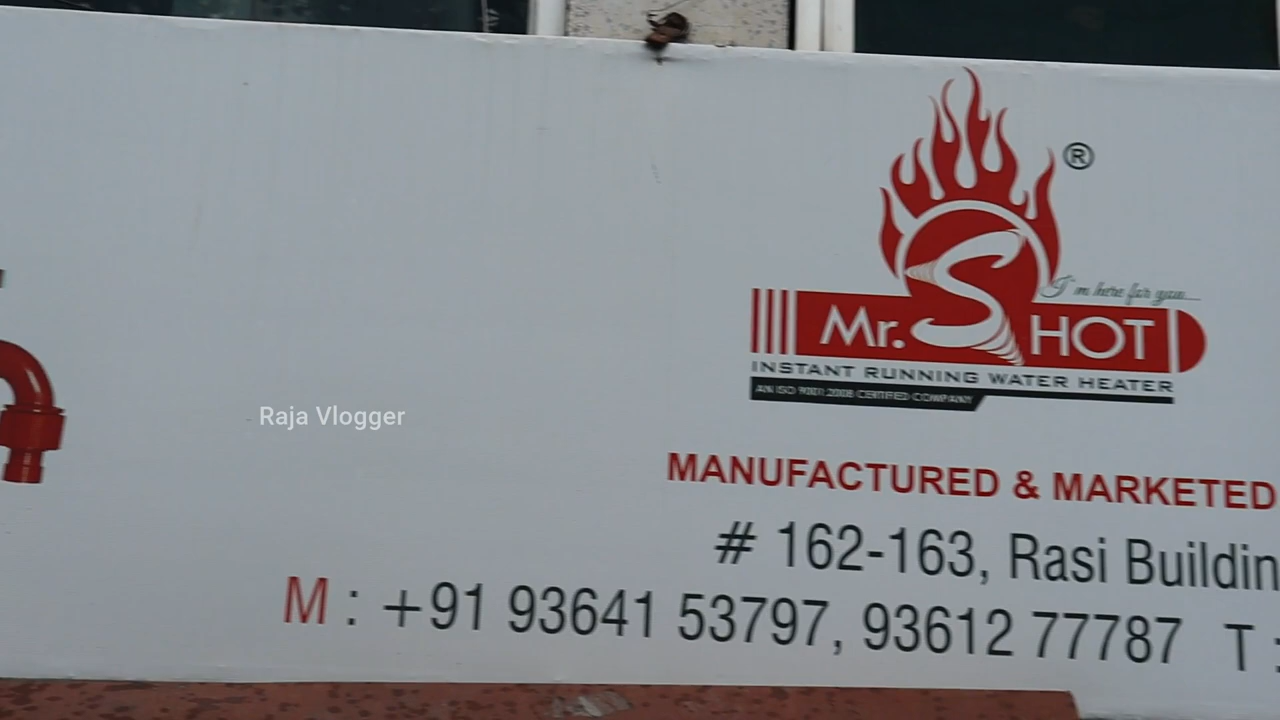 ®
I'm here for you....
Mr. SHOT
INSTANT RUNNING WATER HEATER
AN ISO 9001:2008 CERTIFIED COMPANY
Raja Vlogger
MANUFACTURED & MARKETED
# 162-163, Rasi Buildin
M : +91 93641 53797, 93612 77787 T :